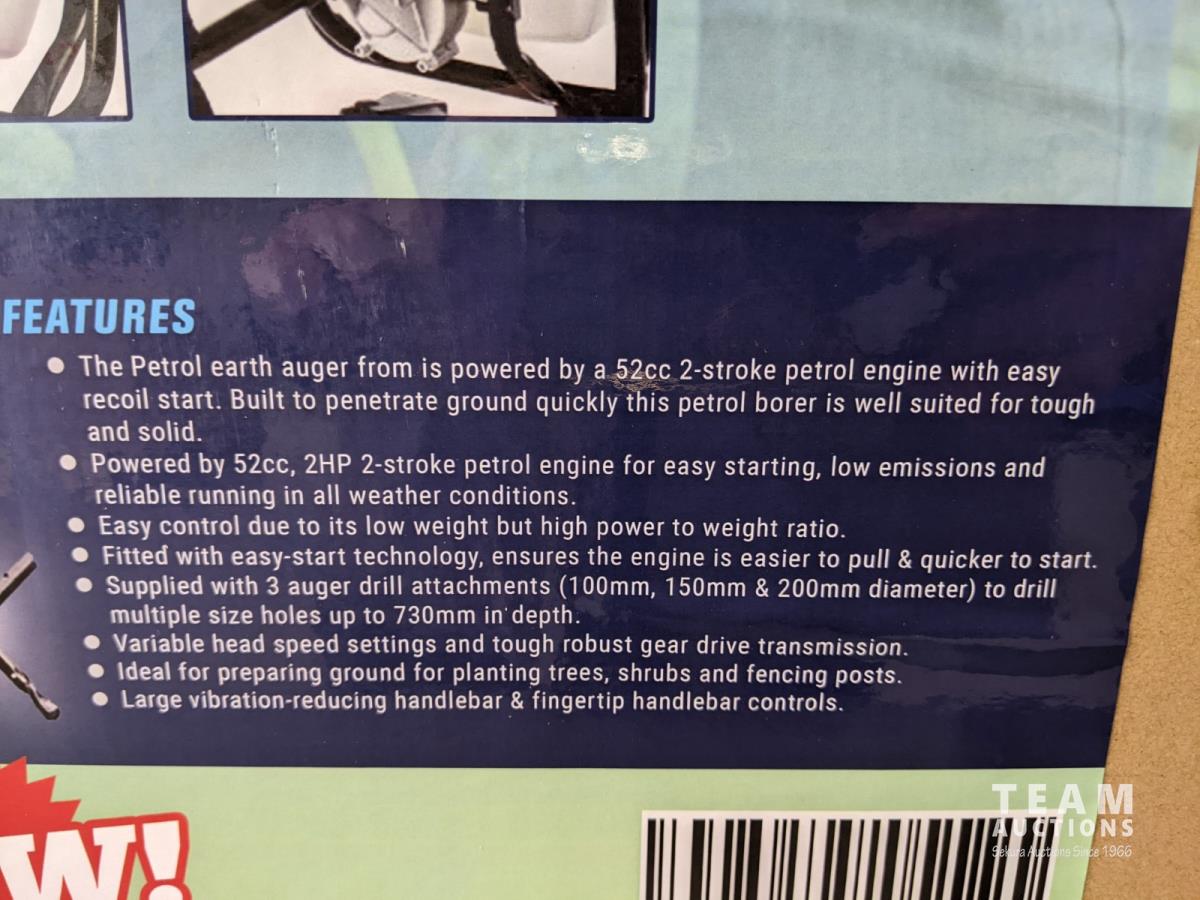 FEATURES
● The Petrol earth auger from is powered by a 52cc 2-stroke petrol engine with easy
recoil start. Built to penetrate ground quickly this petrol borer is well suited for tough
and solid.
● Powered by 52cc, 2HP 2-stroke petrol engine for easy starting, low emissions and
reliable running in all weather conditions.
● Easy control due to its low weight but high power to weight ratio.
● Fitted with easy-start technology, ensures the engine is easier to pull & quicker to start.
● Supplied with 3 auger drill attachments (100mm, 150mm & 200mm diameter) to drill
multiple size holes up to 730mm in depth.
● Variable head speed settings and tough robust gear drive transmission.
● Ideal for preparing ground for planting trees, shrubs and fencing posts.
● Large vibration-reducing handlebar & fingertip handlebar controls.
W!
TEAM
AUCTIONS
Sekura Auctions Since 1966